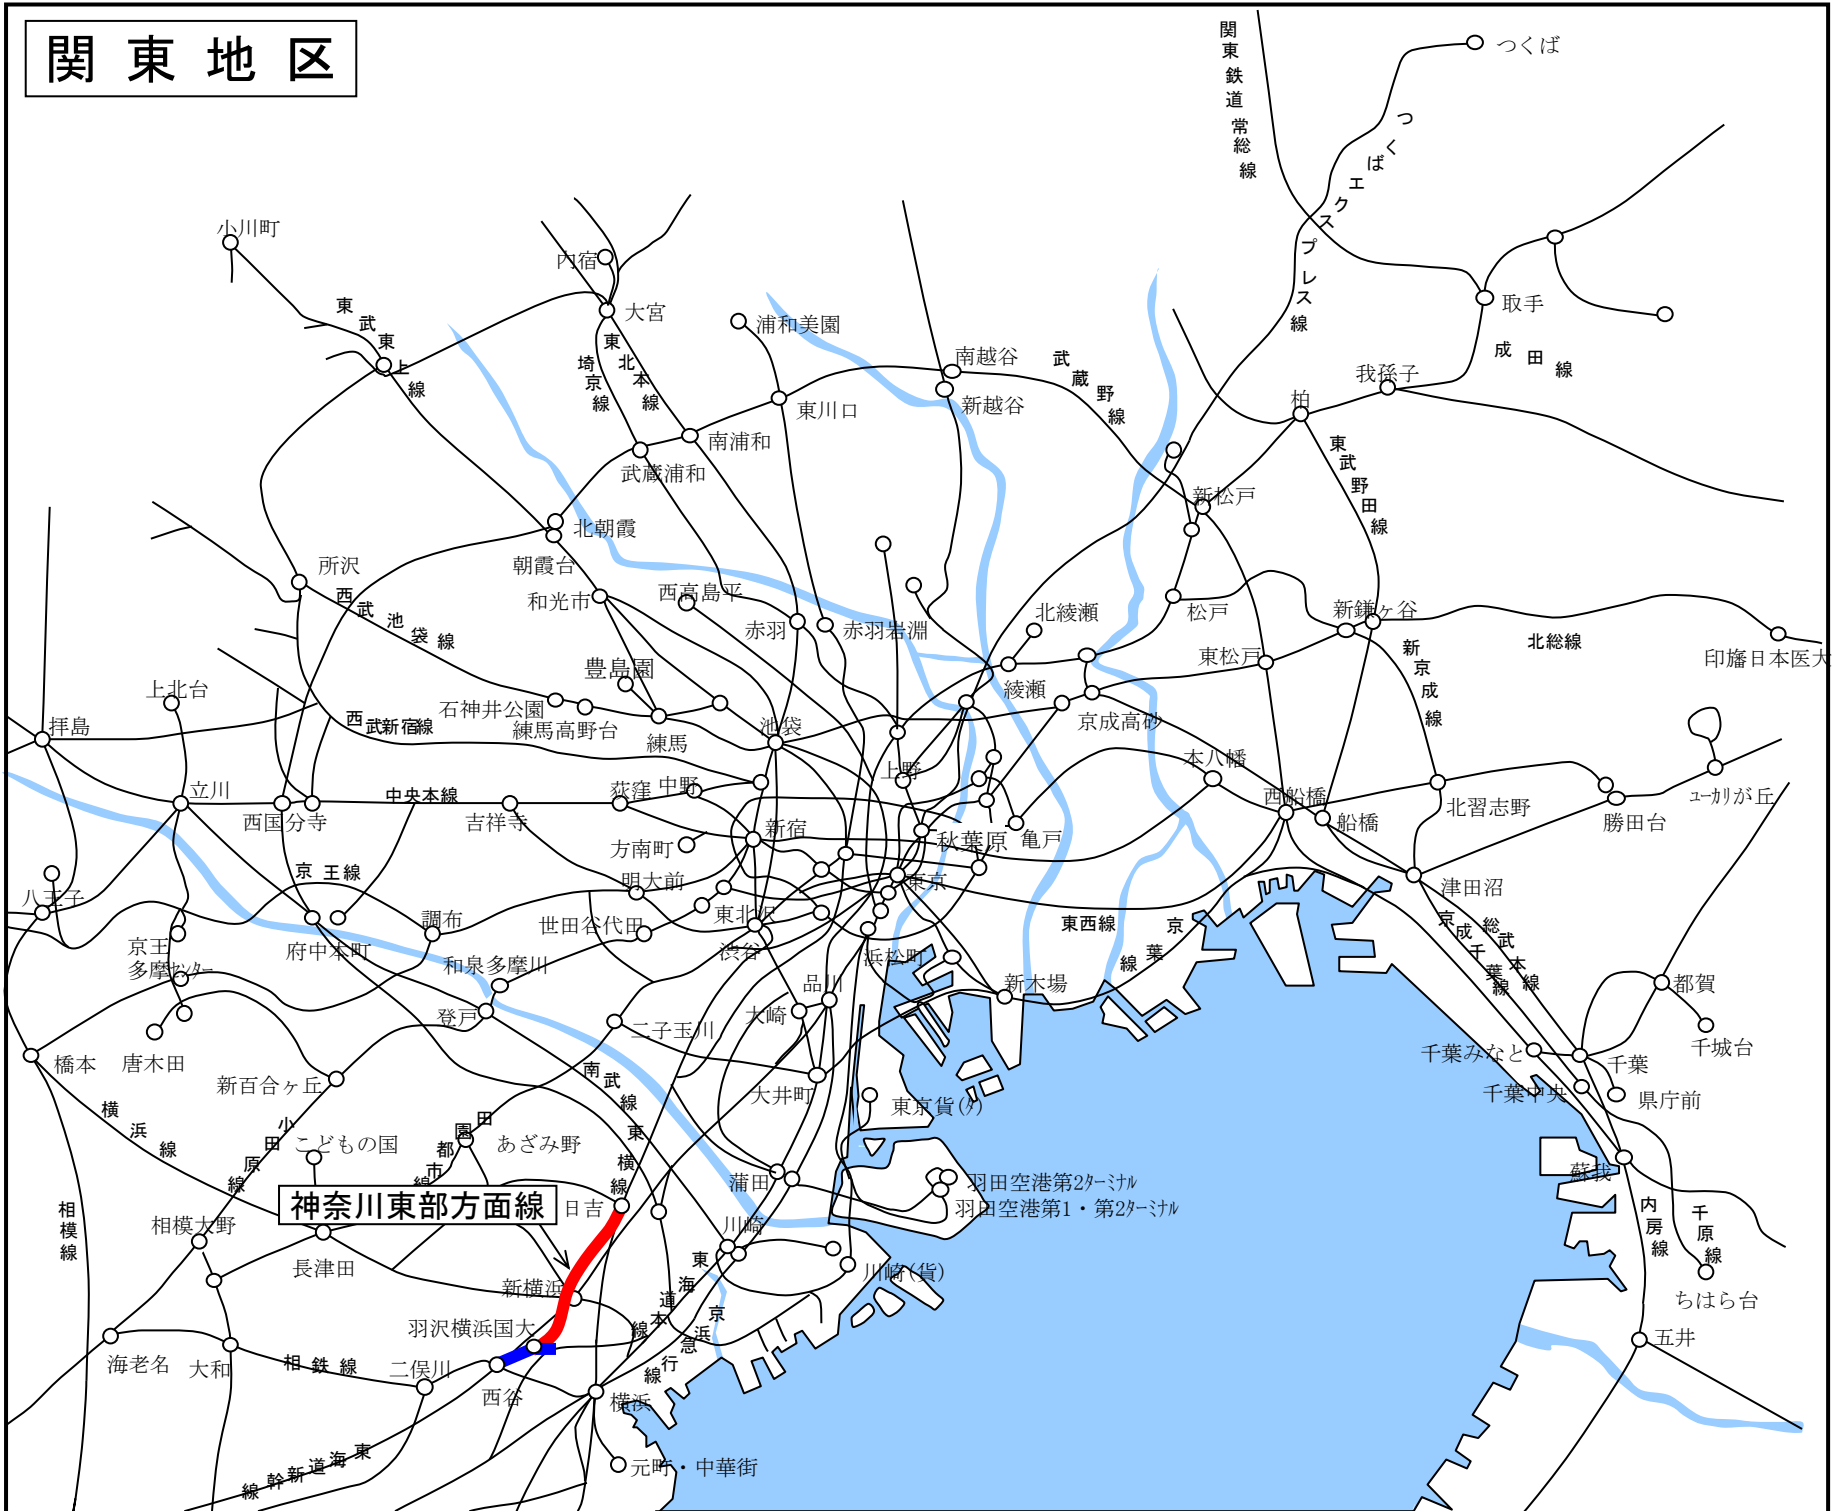 関東地区
つくば
関東鉄道常総線
つくばエクスプレス線
小川町
内宿
大宮
取手
浦和美園
東武東上線
埼京線
東北本線
南越谷
武蔵野線
成田線
我孫子
新越谷
柏
東川口
南浦和
武蔵浦和
東武野田線
新松戸
北朝霞
朝霞台
所沢
和光市
西高島平
西武池袋線
赤羽
赤羽岩淵
北綾瀬
松戸
新鎌ヶ谷
新京成線
北総線
印旛日本医大
東松戸
豊島園
綾瀬
上北台
石神井公園
練馬高野台
練馬
池袋
京成高砂
拝島
西武新宿線
本八幡
上野
立川
中央本線
荻窪
中野
西国分寺
吉祥寺
西船橋
船橋
北習志野
ユーカリが丘
勝田台
新宿
方南町
秋葉原
亀戸
京王線
明大前
東京
津田沼
八王子
調布
世田谷代田
東北沢
東西線
京葉線
京成千葉線
総武本線
京王多摩センター
府中本町
和泉多摩川
渋谷
浜松町
品川
新木場
都賀
登戸
大崎
唐木田
橋本
二子玉川
千葉みなと
千葉
千城台
新百合ヶ丘
南武線
大井町
東京貨(タ)
千葉中央
県庁前
横浜線
小田原線
こどもの国
田園都市線
あざみ野
東横線
蒲田
羽田空港第2ターミナル
羽田空港第1・第2ターミナル
蘇我
神奈川東部方面線
日吉
相模線
相模大野
川崎
内房線
千原線
長津田
新横浜
東海道本線
京浜急行線
川崎(貨)
ちはら台
羽沢横浜国大
海老名
大和
相鉄線
二俣川
西谷
五井
横浜
東海道新幹線
元町・中華街